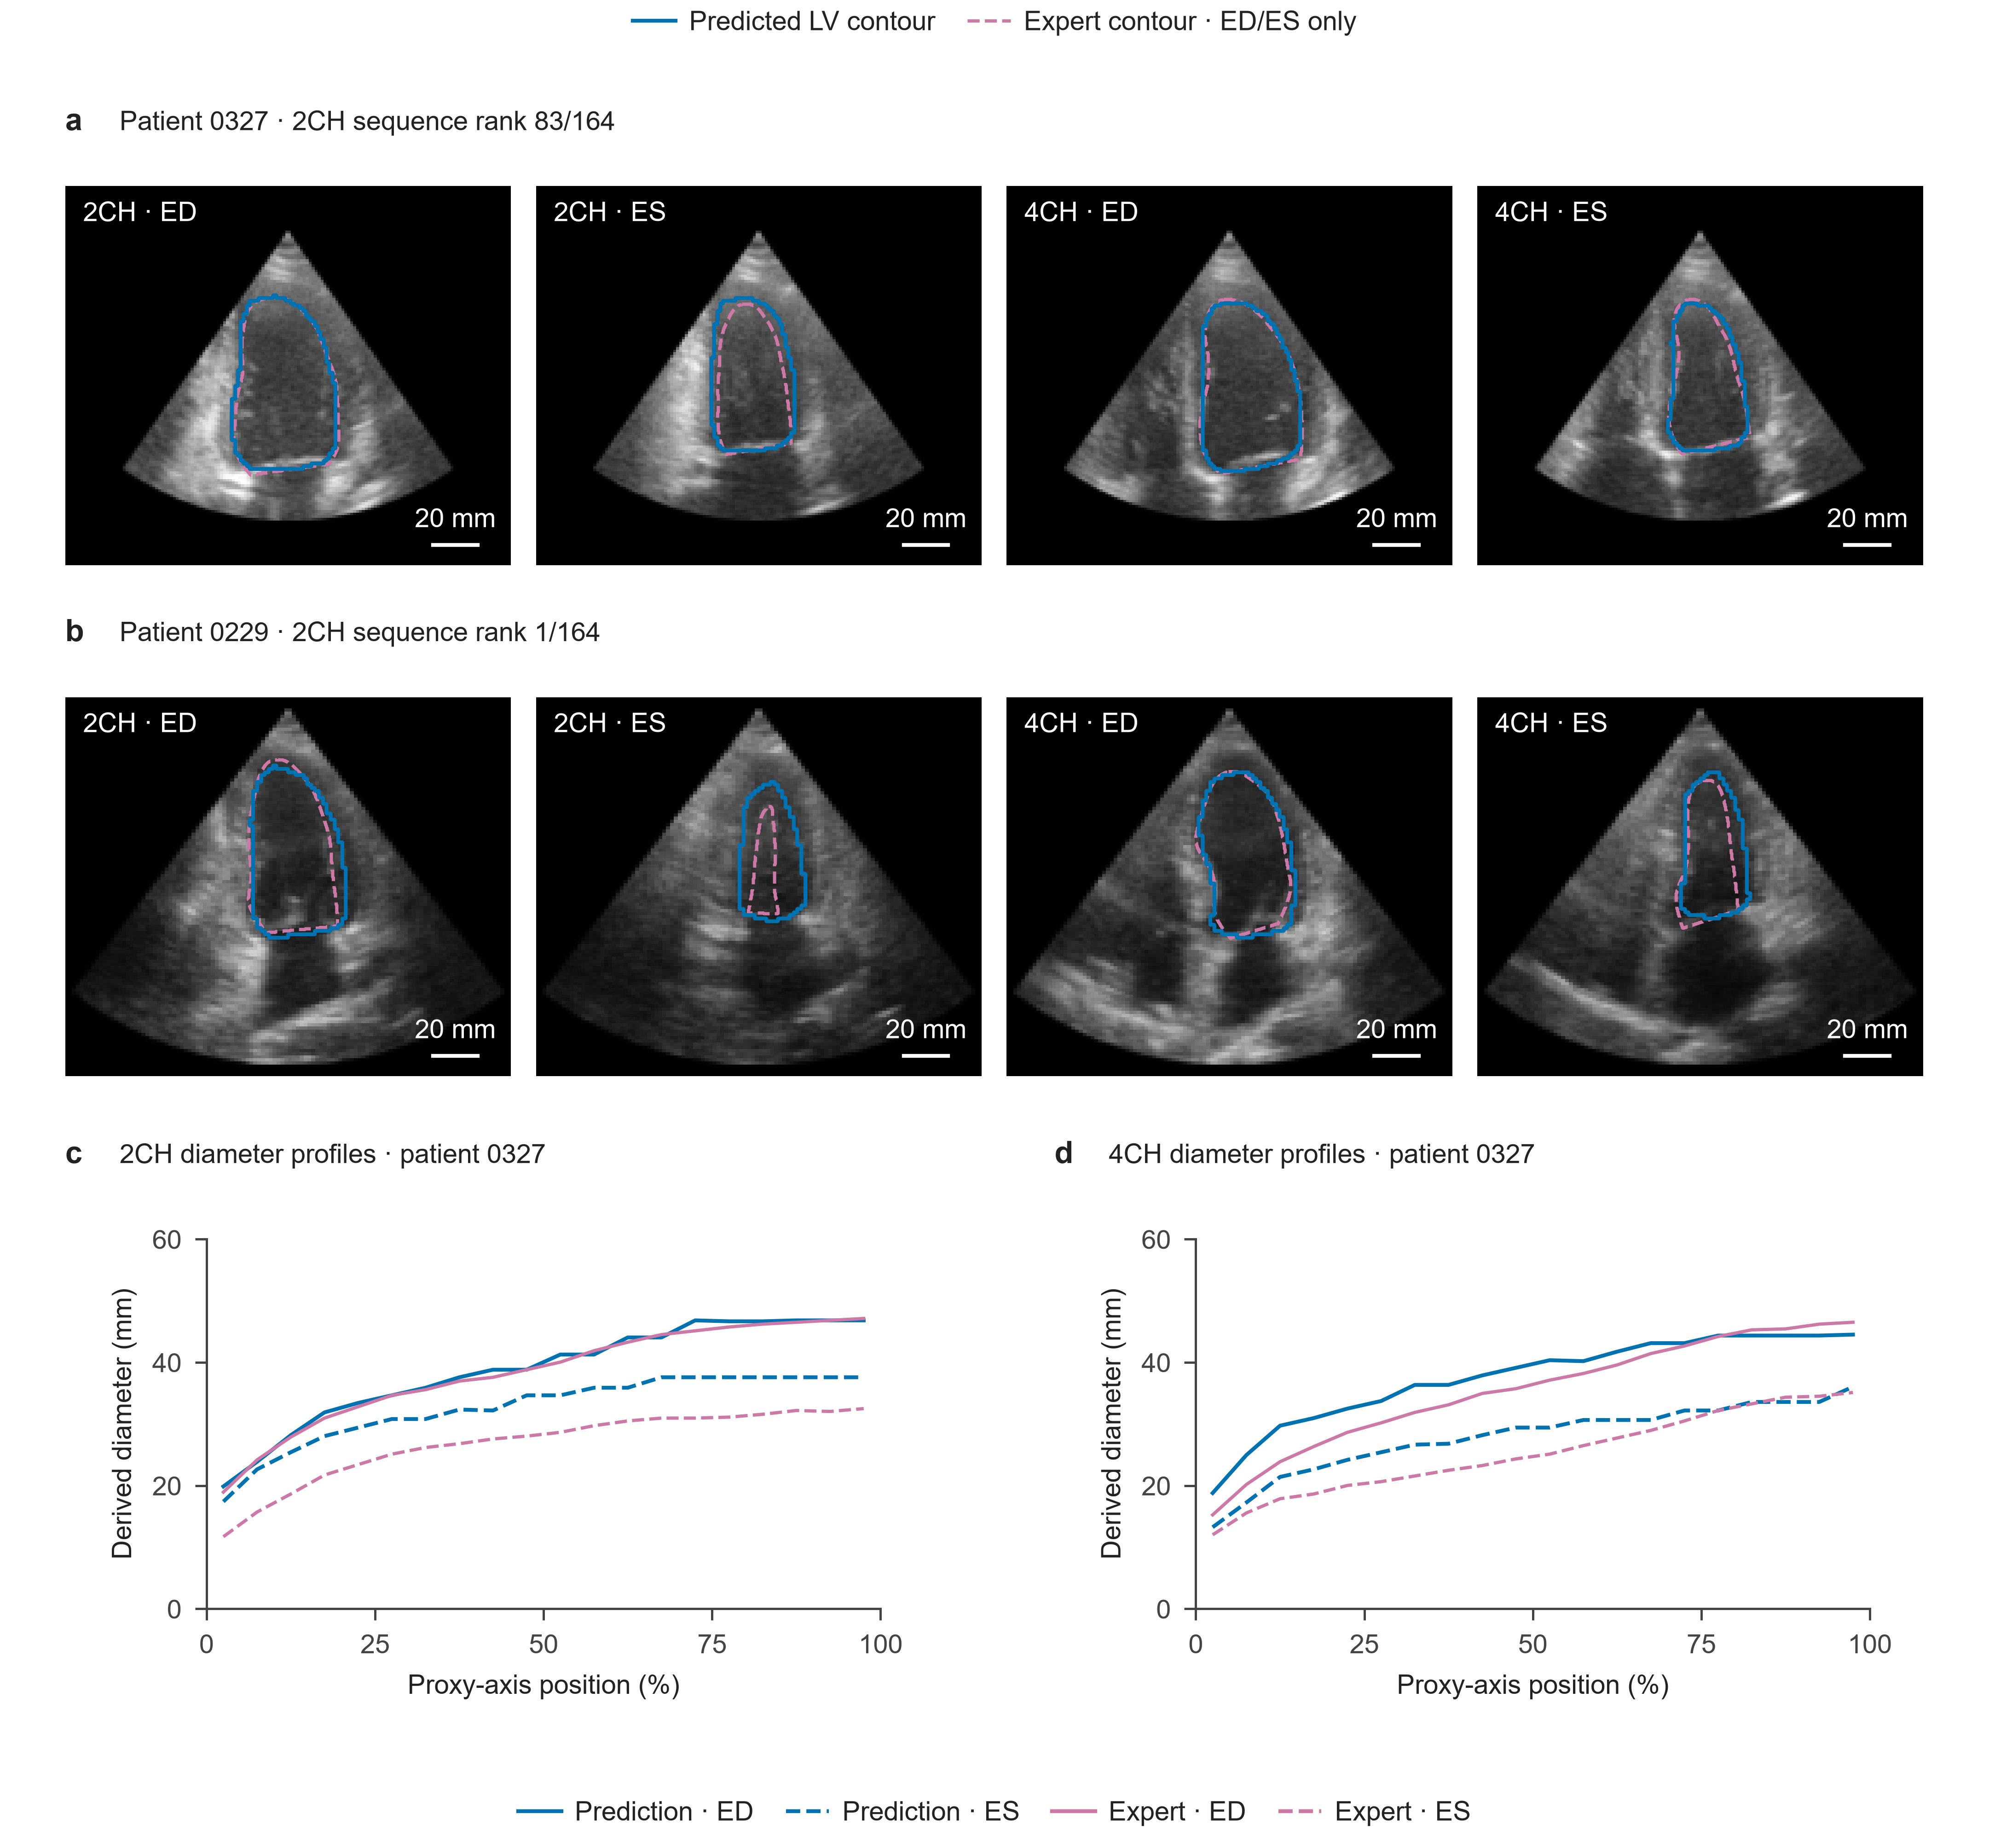 Predicted LV contour Expert contour · ED/ES only
a Patient 0327 · 2CH sequence rank 83/164
2CH · ED 2CH · ES 4CH · ED 4CH · ES
20 mm 20 mm 20 mm 20 mm
b Patient 0229 · 2CH sequence rank 1/164
2CH · ED 2CH · ES 4CH · ED 4CH · ES
20 mm 20 mm 20 mm 20 mm
c 2CH diameter profiles · patient 0327
60
40
20
0
Derived diameter (mm)
0 25 50 75 100
Proxy-axis position (%)
d 4CH diameter profiles · patient 0327
60
40
20
0
Derived diameter (mm)
0 25 50 75 100
Proxy-axis position (%)
Prediction · ED Prediction · ES Expert · ED Expert · ES